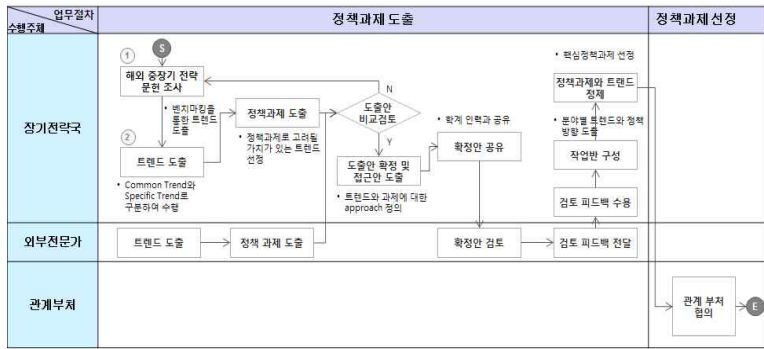 업무절차
수행주체
정책과제 도출
정책과제 선정
장기전략국
외부전문가
관계부처
1
S
해외 중장기 전략
문헌 조사
• 벤치마킹을
통한 트렌드
도출
2
트렌드 도출
• Common Trend와
Specific Trend로
구분하여 수행
정책과제 도출
• 정책과제로 고려될
가치가 있는 트렌드
선정
N
도출안
비교검토
Y
도출안 확정 및
접근안 도출
• 트렌드와 과제에 대한
approach 정의
• 학계 인력과 공유
확정안 공유
• 핵심정책과제 선정
정책과제와 트랜드
정제
• 분야별 트렌드와 정책
방향 도출
작업반 구성
검토 피드백 수용
트렌드 도출
정책 과제 도출
확정안 검토
검토 피드백 전달
관계 부처
협의
E